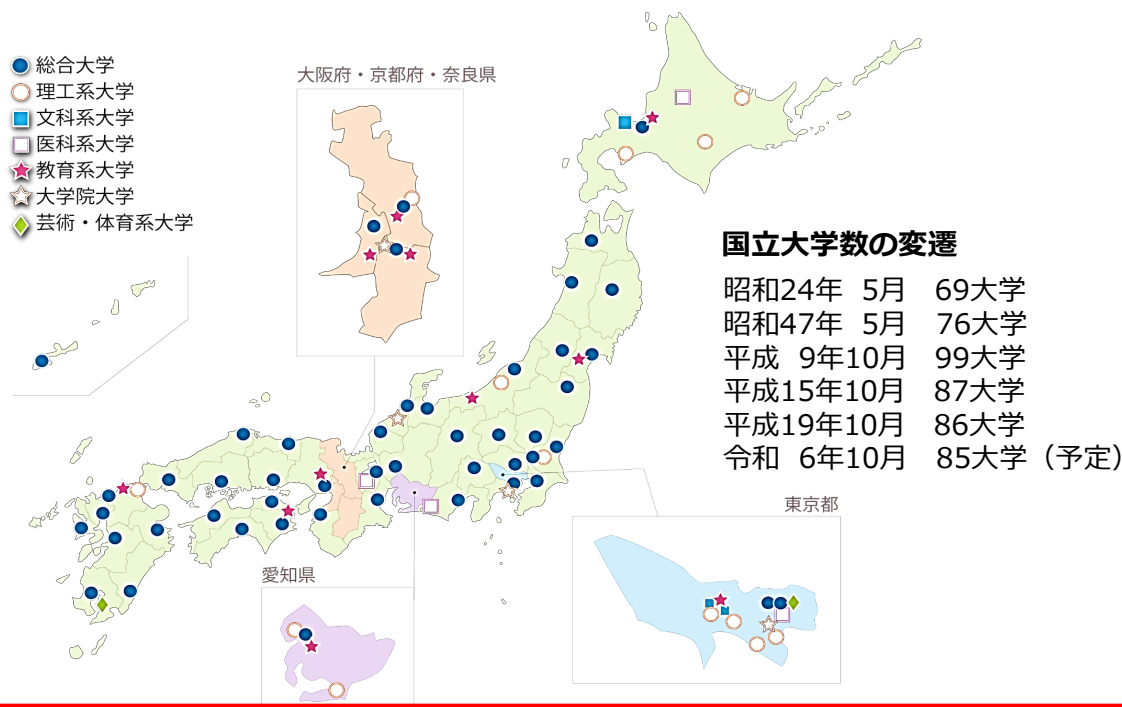 総合大学
理工系大学
文科系大学
医科系大学
教育系大学
大学院大学
芸術・体育系大学
大阪府・京都府・奈良県
国立大学数の変遷
昭和24年 5月 69大学
昭和47年 5月 76大学
平成 9年10月 99大学
平成15年10月 87大学
平成19年10月 86大学
令和 6年10月 85大学（予定）
東京都
愛知県